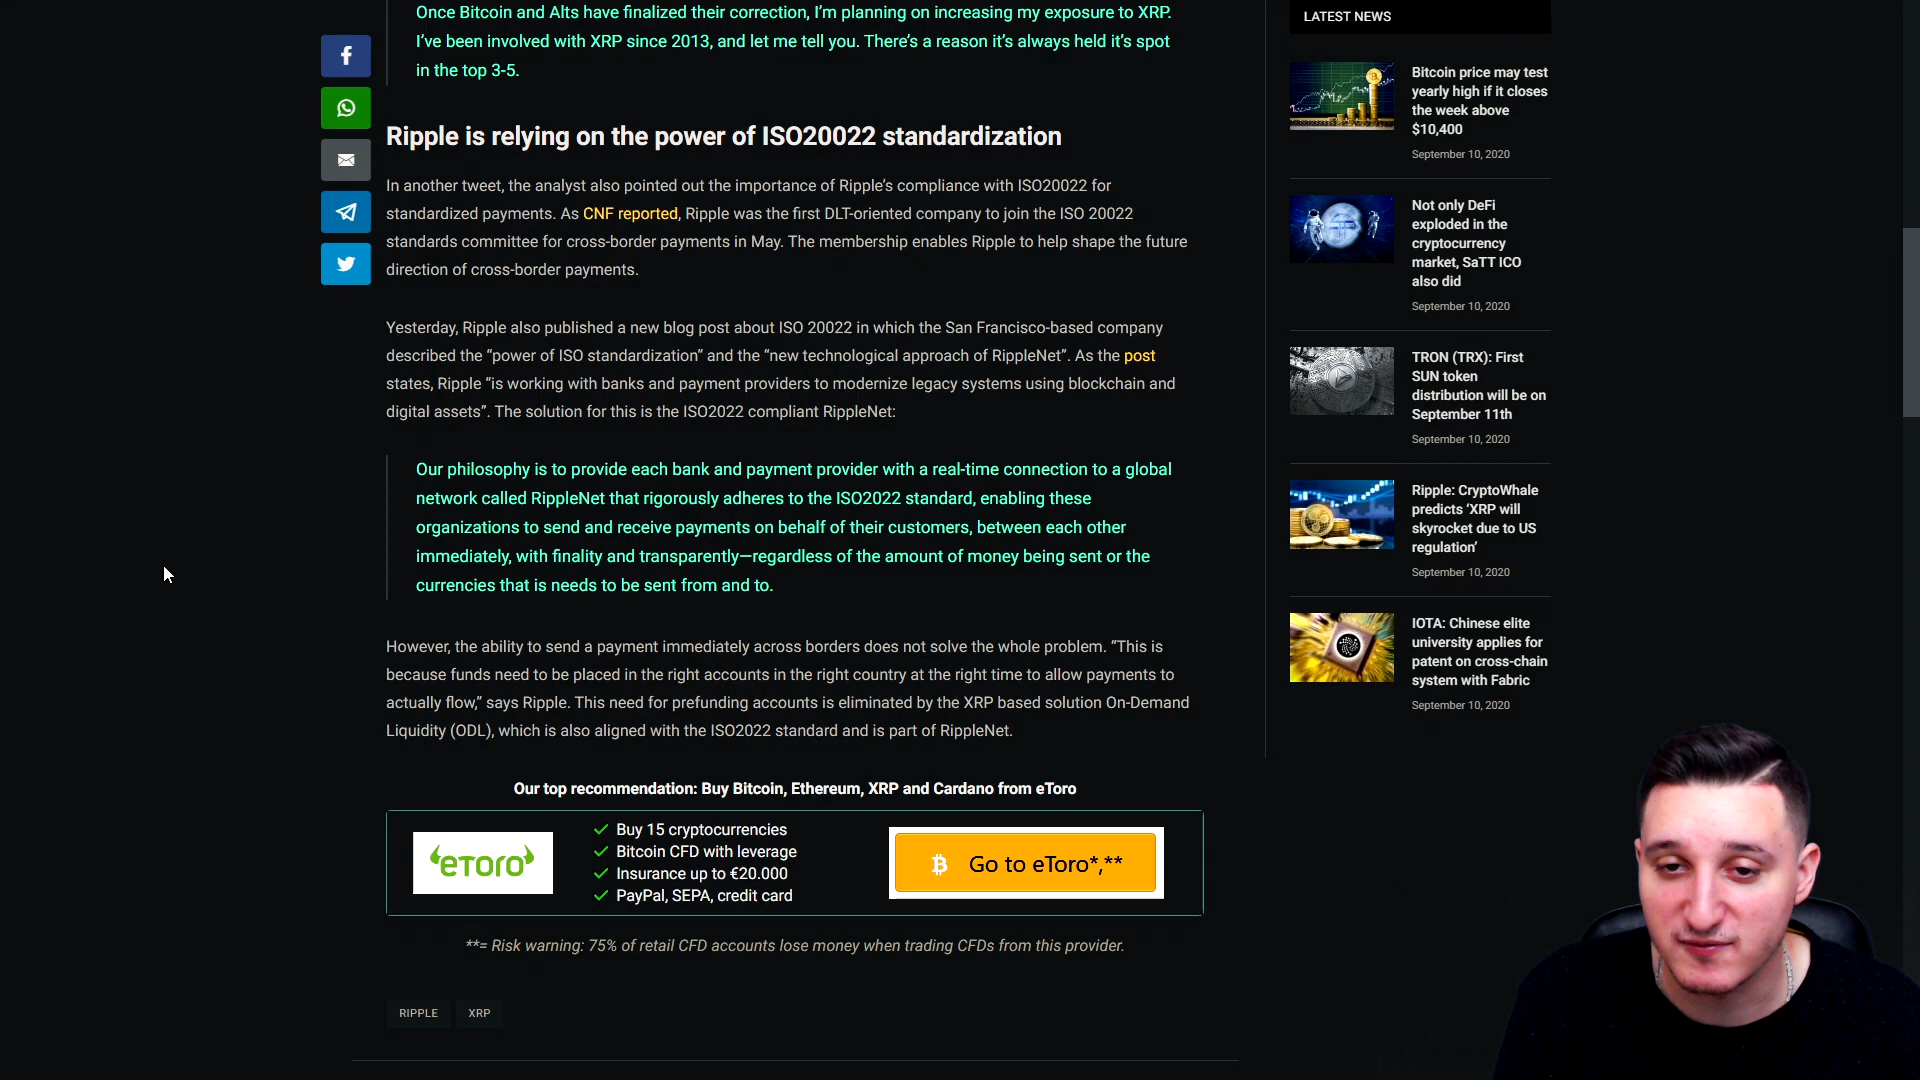 Once Bitcoin and Alts have finalized their correction, I'm planning on increasing my exposure to XRP.
I've been involved with XRP since 2013, and let me tell you. There's a reason it's always held it's spot
in the top 3-5.
Ripple is relying on the power of ISO20022 standardization
In another tweet, the analyst also pointed out the importance of Ripple's compliance with ISO20022 for
standardized payments. As CNF reported, Ripple was the first DLT-oriented company to join the ISO 20022
standards committee for cross-border payments in May. The membership enables Ripple to help shape the future
direction of cross-border payments.
Yesterday, Ripple also published a new blog post about ISO 20022 in which the San Francisco-based company
described the “power of ISO standardization” and the “new technological approach of RippleNet”. As the post
states, Ripple “is working with banks and payment providers to modernize legacy systems using blockchain and
digital assets”. The solution for this is the ISO2022 compliant RippleNet:
Our philosophy is to provide each bank and payment provider with a real-time connection to a global
network called RippleNet that rigorously adheres to the ISO2022 standard, enabling these
organizations to send and receive payments on behalf of their customers, between each other
immediately, with finality and transparently—regardless of the amount of money being sent or the
currencies that is needs to be sent from and to.
However, the ability to send a payment immediately across borders does not solve the whole problem. “This is
because funds need to be placed in the right accounts in the right country at the right time to allow payments to
actually flow,” says Ripple. This need for prefunding accounts is eliminated by the XRP based solution On-Demand
Liquidity (ODL), which is also aligned with the ISO2022 standard and is part of RippleNet.
Our top recommendation: Buy Bitcoin, Ethereum, XRP and Cardano from eToro
eToro
Buy 15 cryptocurrencies
Bitcoin CFD with leverage
Insurance up to €20.000
PayPal, SEPA, credit card
Go to eToro*,**
**= Risk warning: 75% of retail CFD accounts lose money when trading CFDs from this provider.
RIPPLE
XRP
LATEST NEWS
Bitcoin price may test
yearly high if it closes
the week above
$10,400
September 10, 2020
Not only DeFi
exploded in the
cryptocurrency
market, SaTT ICO
also did
September 10, 2020
TRON (TRX): First
SUN token
distribution will be on
September 11th
September 10, 2020
Ripple: CryptoWhale
predicts ‘XRP will
skyrocket due to US
regulation’
September 10, 2020
IOTA: Chinese elite
university applies for
patent on cross-chain
system with Fabric
September 10, 2020